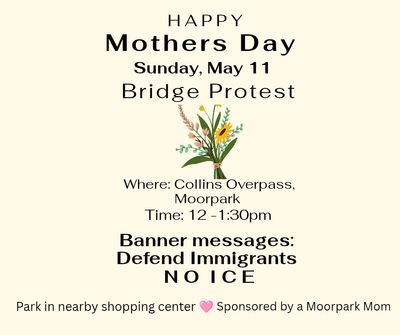 HAPPY
Mothers Day
Sunday, May 11
Bridge Protest
Where: Collins Overpass,
Moorpark
Time: 12 -1:30pm
Banner messages:
Defend Immigrants
NO ICE
Park in nearby shopping center 🩷 Sponsored by a Moorpark Mom